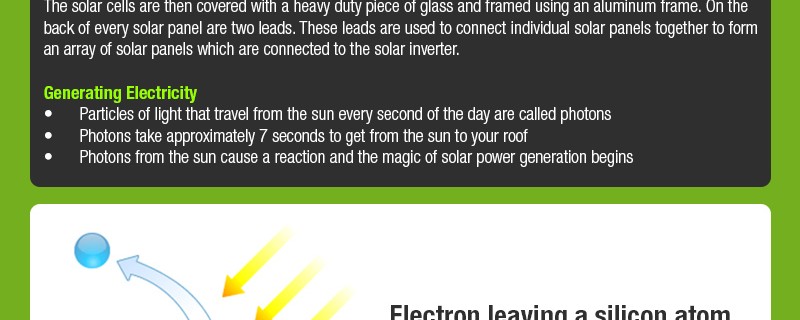 The solar cells are then covered with a heavy duty piece of glass and framed using an aluminum frame. On the
back of every solar panel are two leads. These leads are used to connect individual solar panels together to form
an array of solar panels which are connected to the solar inverter.
Generating Electricity
• Particles of light that travel from the sun every second of the day are called photons
• Photons take approximately 7 seconds to get from the sun to your roof
• Photons from the sun cause a reaction and the magic of solar power generation begins
Electron leaving a silicon atom